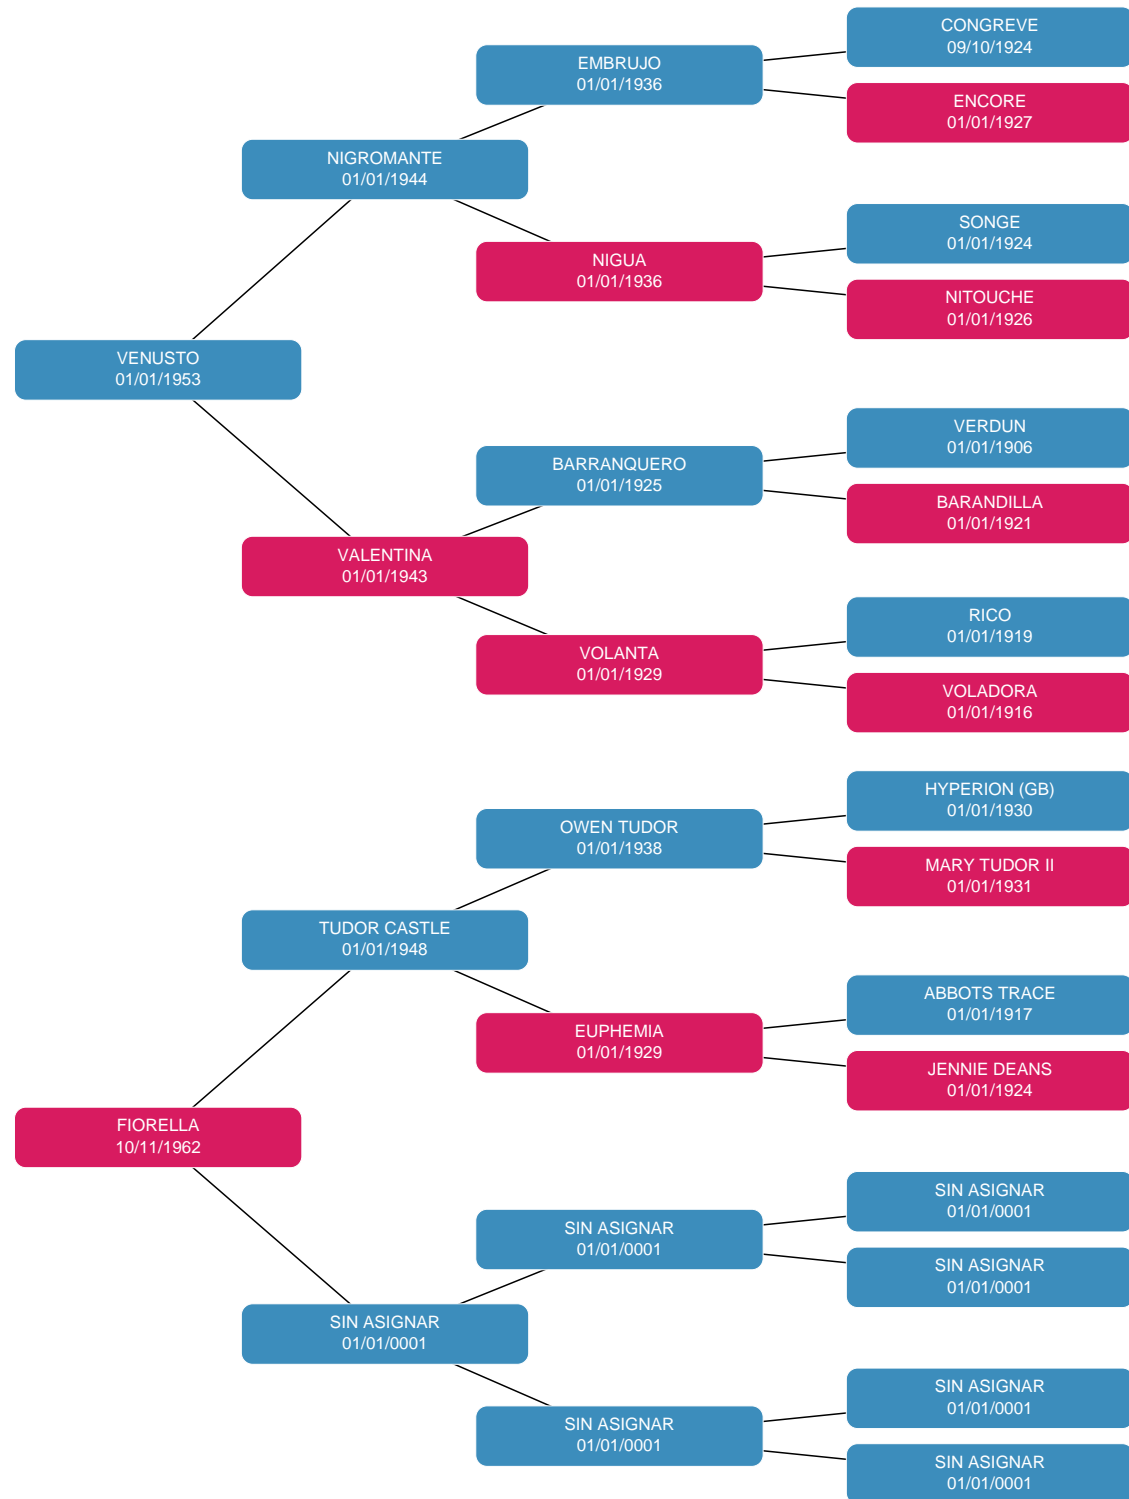 CONGREVE
09/10/1924
EMBRUJO
01/01/1936
ENCORE
01/01/1927
NIGROMANTE
01/01/1944
SONGE
01/01/1924
NIGUA
01/01/1936
NITOUCHE
01/01/1926
VENUSTO
01/01/1953
VERDUN
01/01/1906
BARRANQUERO
01/01/1925
BARANDILLA
01/01/1921
VALENTINA
01/01/1943
RICO
01/01/1919
VOLANTA
01/01/1929
VOLADORA
01/01/1916
HYPERION (GB)
01/01/1930
OWEN TUDOR
01/01/1938
MARY TUDOR II
01/01/1931
TUDOR CASTLE
01/01/1948
ABBOTS TRACE
01/01/1917
EUPHEMIA
01/01/1929
JENNIE DEANS
01/01/1924
FIORELLA
10/11/1962
SIN ASIGNAR
01/01/0001
SIN ASIGNAR
01/01/0001
SIN ASIGNAR
01/01/0001
SIN ASIGNAR
01/01/0001
SIN ASIGNAR
01/01/0001
SIN ASIGNAR
01/01/0001
SIN ASIGNAR
01/01/0001